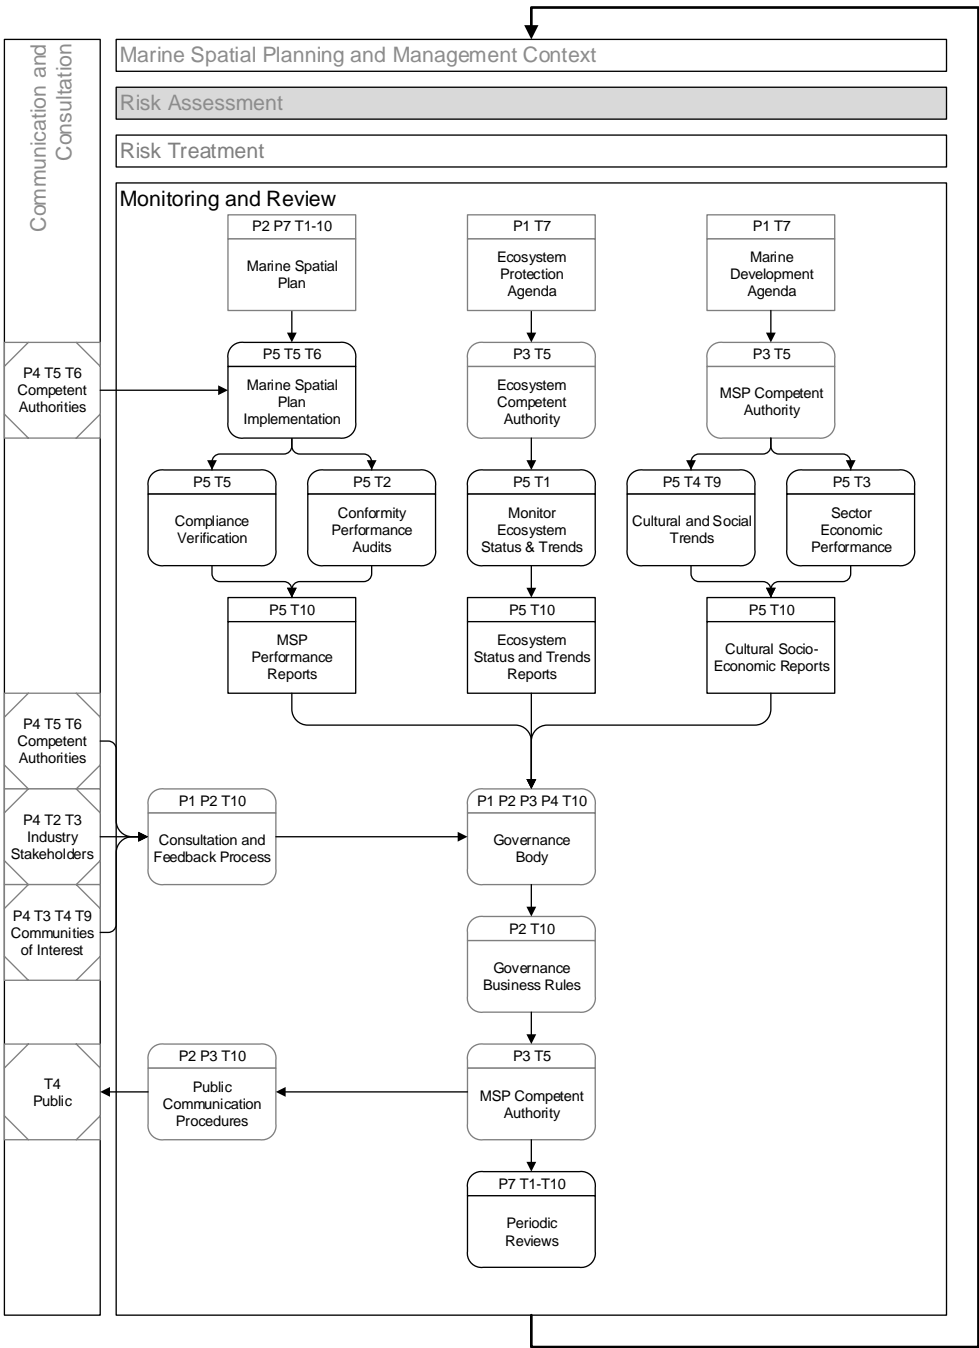 Communication and
Consultation
Marine Spatial Planning and Management Context
Risk Assessment
Risk Treatment
Monitoring and Review
P2 P7 T1-10
Marine Spatial
Plan
P1 T7
Ecosystem
Protection
Agenda
P1 T7
Marine
Development
Agenda
P4 T5 T6
Competent
Authorities
P5 T5 T6
Marine Spatial
Plan
Implementation
P3 T5
Ecosystem
Competent
Authority
P3 T5
MSP Competent
Authority
P5 T5
Compliance
Verification
P5 T2
Conformity
Performance
Audits
P5 T1
Monitor
Ecosystem
Status & Trends
P5 T4 T9
Cultural and Social
Trends
P5 T3
Sector
Economic
Performance
P5 T10
MSP
Performance
Reports
P5 T10
Ecosystem
Status and Trends
Reports
P5 T10
Cultural Socio-
Economic Reports
P4 T5 T6
Competent
Authorities
P4 T2 T3
Industry
Stakeholders
P4 T3 T4 T9
Communities
of Interest
P1 P2 T10
Consultation and
Feedback Process
P1 P2 P3 P4 T10
Governance
Body
P2 T10
Governance
Business Rules
T4
Public
P2 P3 T10
Public
Communication
Procedures
P3 T5
MSP Competent
Authority
P7 T1-T10
Periodic
Reviews